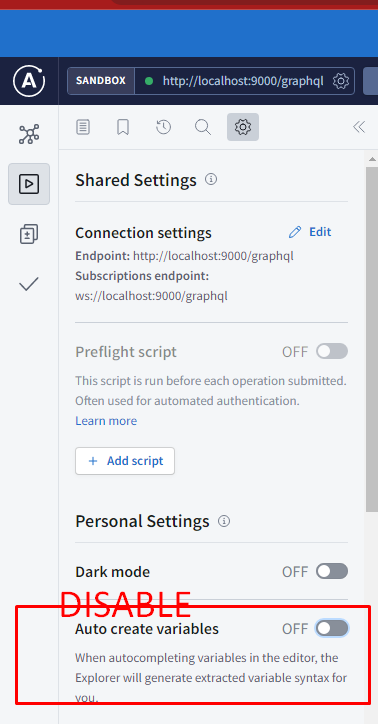 SANDBOX http://localhost:9000/graphql
Shared Settings
Connection settings Edit
Endpoint: http://localhost:9000/graphql
Subscriptions endpoint:
ws://localhost:9000/graphql
Preflight script OFF
This script is run before each operation submitted.
Often used for automated authentication.
Learn more
+ Add script
Personal Settings
Dark mode OFF
DISABLE
Auto create variables OFF
When autocompleting variables in the editor, the
Explorer will generate extracted variable syntax for
you.